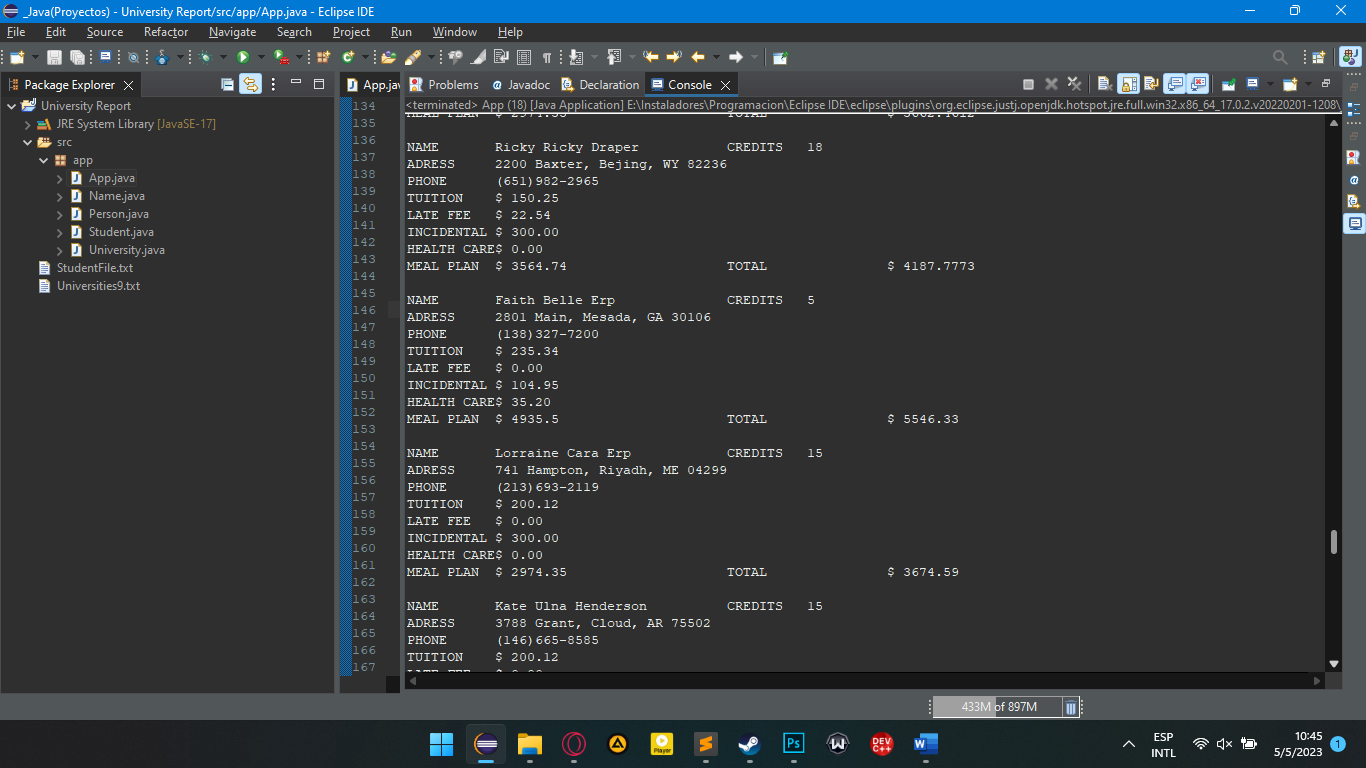 _Java(Proyectos) - University Report/src/app/App.java - Eclipse IDE
File Edit Source Refactor Navigate Search Project Run Window Help
Package Explorer
University Report
JRE System Library [JavaSE-17]
src
app
App.java
Name.java
Person.java
Student.java
University.java
StudentFile.txt
Universities9.txt
App.jav
134
135
136
137
138
139
140
141
142
143
144
145
146
147
148
149
150
151
152
153
154
155
156
157
158
159
160
161
162
163
164
165
166
167
Problems Javadoc Declaration Console
<terminated> App (18) [Java Application] E:\Instaladores\Programacion\Eclipse IDE\eclipse\plugins\org.eclipse.justj.openjdk.hotspot.jre.full.win32.x86_64_17.0.2.v20220201-1208\
MEAL PLAN $ 2974.35 TOTAL
NAME Ricky Ricky Draper CREDITS 18
ADRESS 2200 Baxter, Bejing, WY 82236
PHONE (651)982-2965
TUITION $ 150.25
LATE FEE $ 22.54
INCIDENTAL $ 300.00
HEALTH CARE$ 0.00
MEAL PLAN $ 3564.74 TOTAL $ 4187.7773
NAME Faith Belle Erp CREDITS 5
ADRESS 2801 Main, Mesada, GA 30106
PHONE (138)327-7200
TUITION $ 235.34
LATE FEE $ 0.00
INCIDENTAL $ 104.95
HEALTH CARE$ 35.20
MEAL PLAN $ 4935.5 TOTAL $ 5546.33
NAME Lorraine Cara Erp CREDITS 15
ADRESS 741 Hampton, Riyadh, ME 04299
PHONE (213)693-2119
TUITION $ 200.12
LATE FEE $ 0.00
INCIDENTAL $ 300.00
HEALTH CARE$ 0.00
MEAL PLAN $ 2974.35 TOTAL $ 3674.59
NAME Kate Ulna Henderson CREDITS 15
ADRESS 3788 Grant, Cloud, AR 75502
PHONE (146)665-8585
TUITION $ 200.12
LATE FEE $ 0.00
433M of 897M
Player
Ps
DEV C++
W
ESP
INTL
10:45
5/5/2023
1